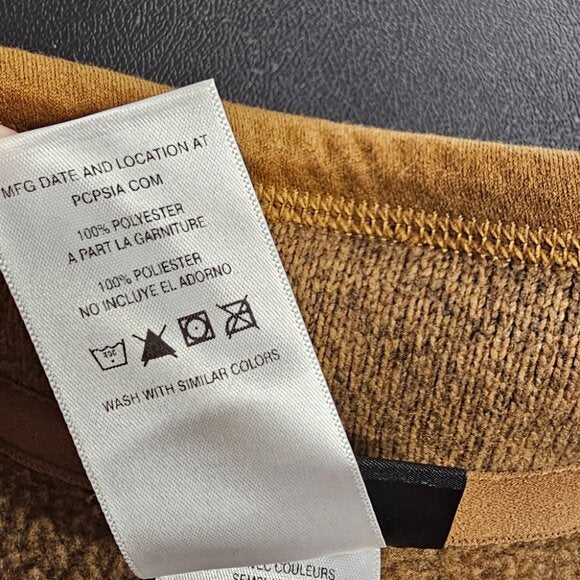 MFG DATE AND LOCATION AT
PCPSIA COM
100% POLYESTER
A PART LA GARNITURE
100% POLIESTER
NO INCLUYE EL ADORNO
WASH WITH SIMILAR COLORS
COULEURS